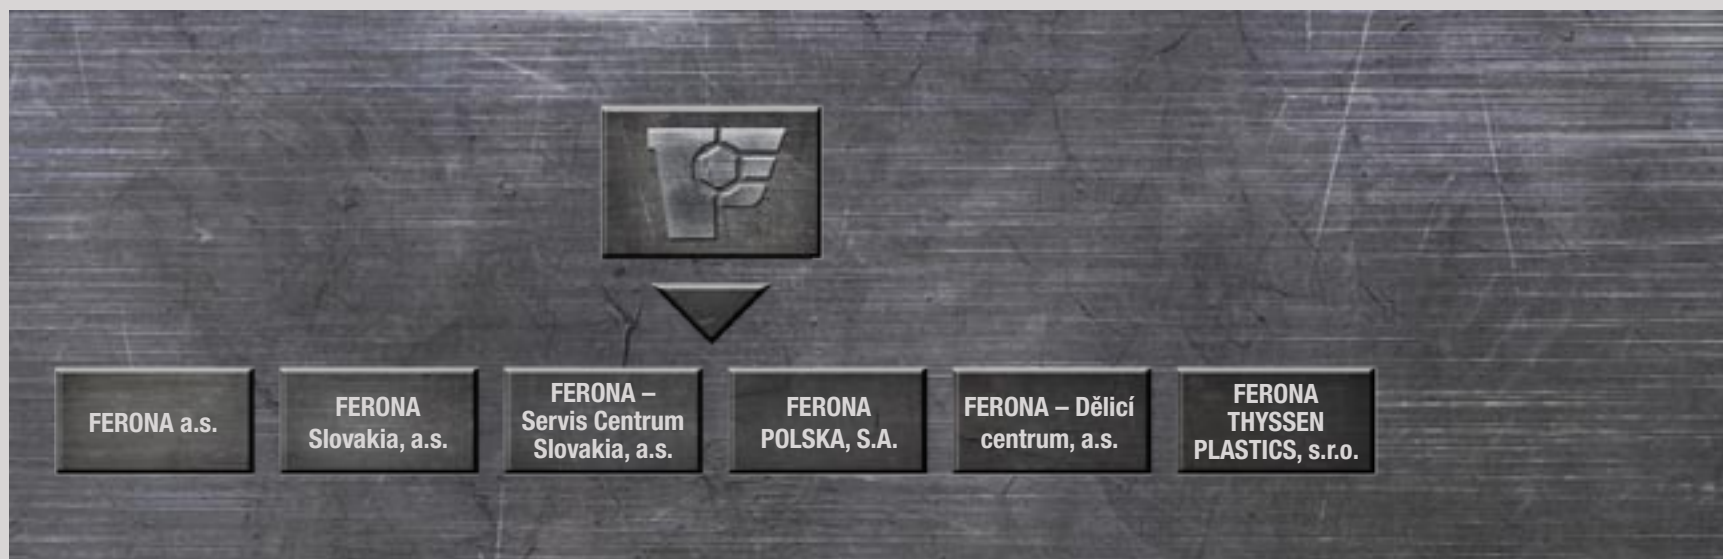 FERONA a.s.
FERONA
Slovakia, a.s.
FERONA –
Servis Centrum
Slovakia, a.s.
FERONA
POLSKA, S.A.
FERONA – Dělicí
centrum, a.s.
FERONA
THYSSEN
PLASTICS, s.r.o.